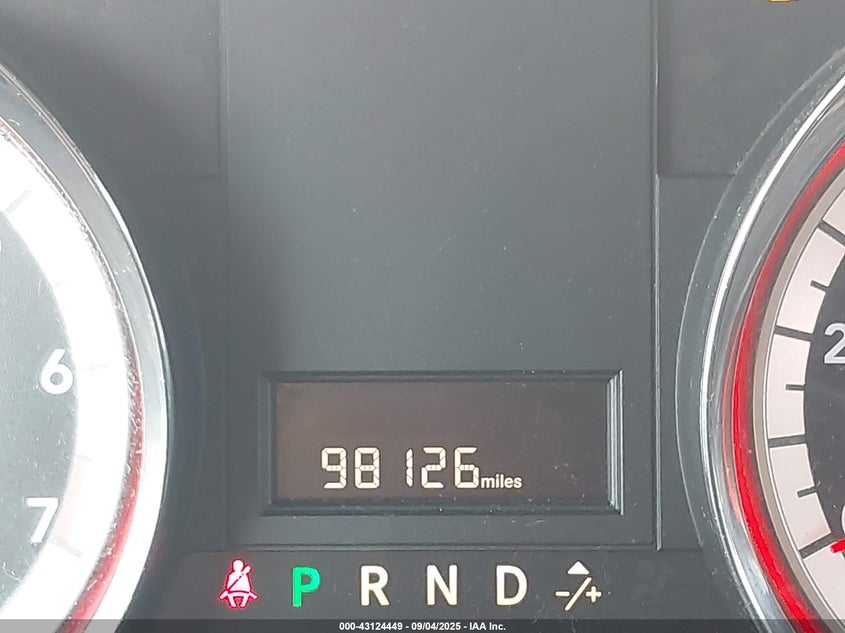 6
7
2
98126miles
P R N D -/+
000-43124449 - 09/04/2025 - IAA Inc.